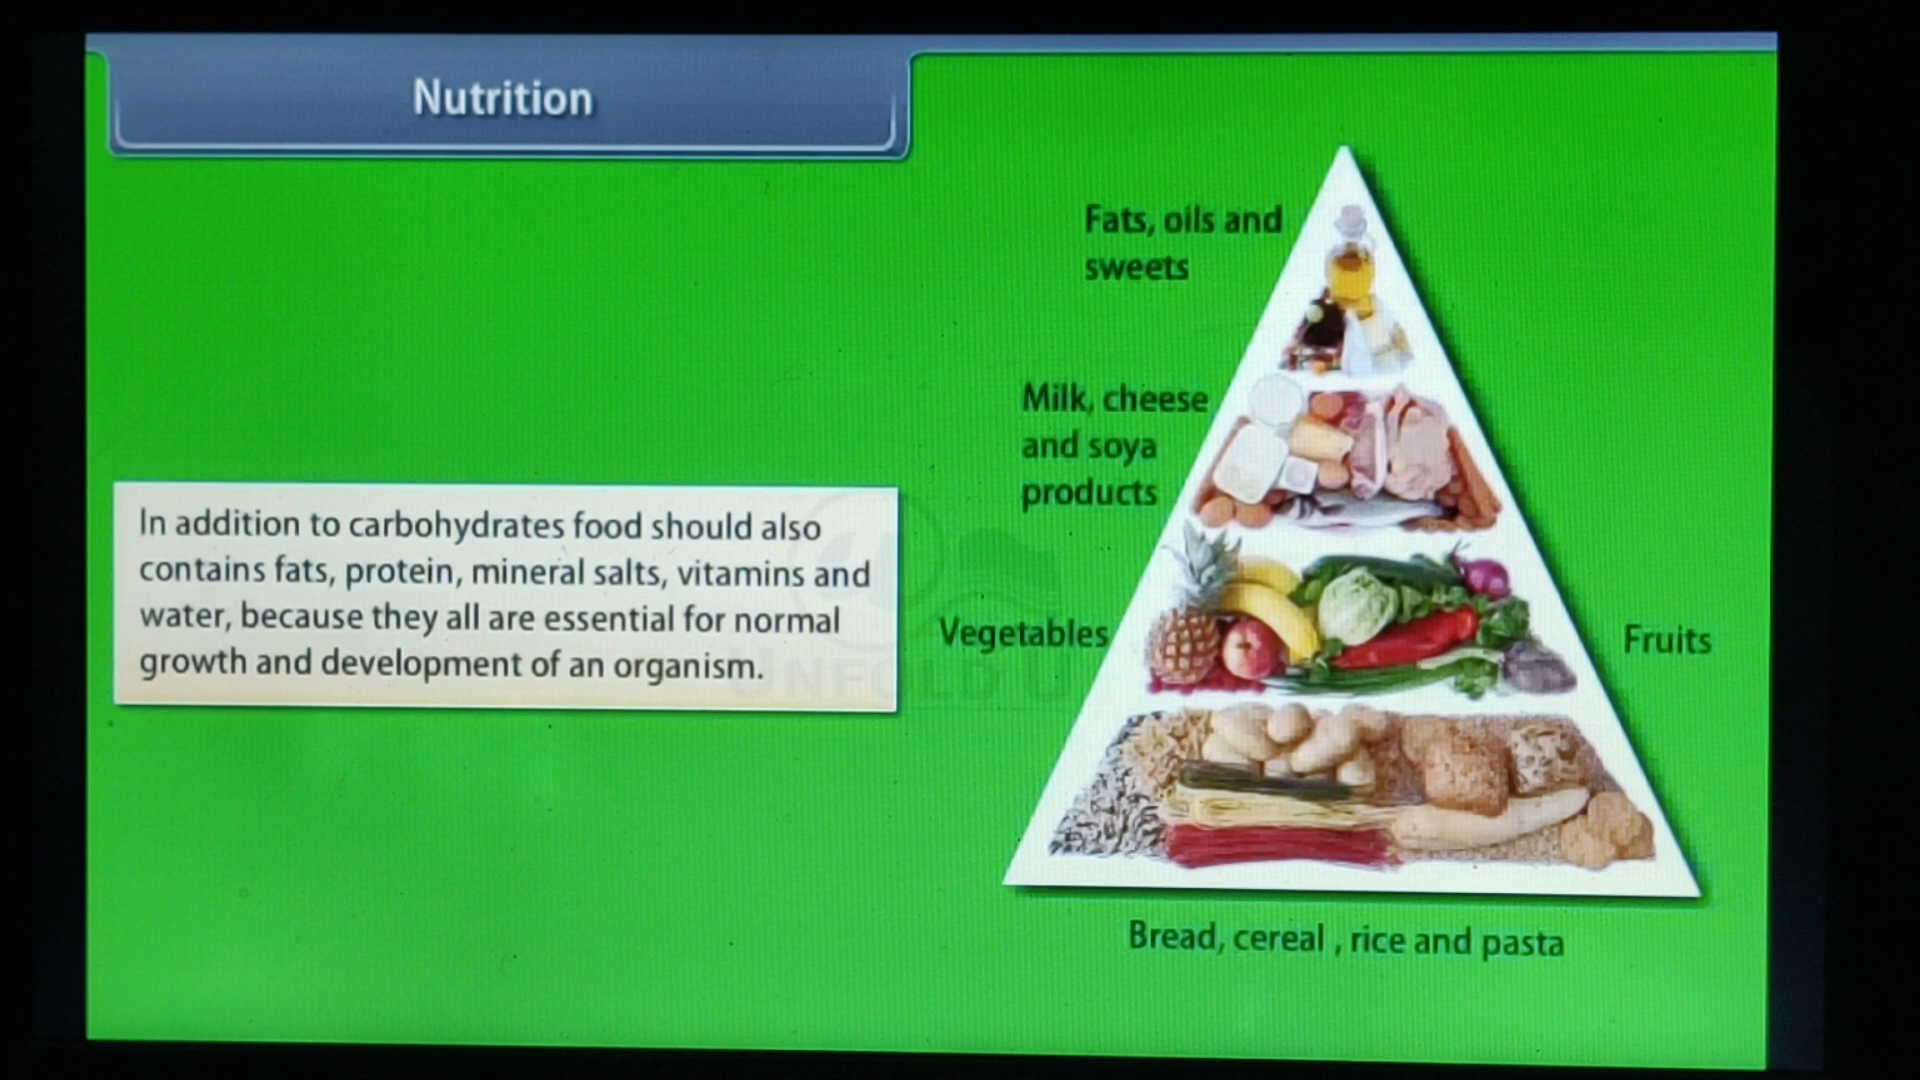 Nutrition
Fats, oils and
sweets
Milk, cheese
and soya
products
In addition to carbohydrates food should also
contains fats, protein, mineral salts, vitamins and
water, because they all are essential for normal
growth and development of an organism.
Vegetables
Fruits
UNFOLD U
Bread, cereal , rice and pasta